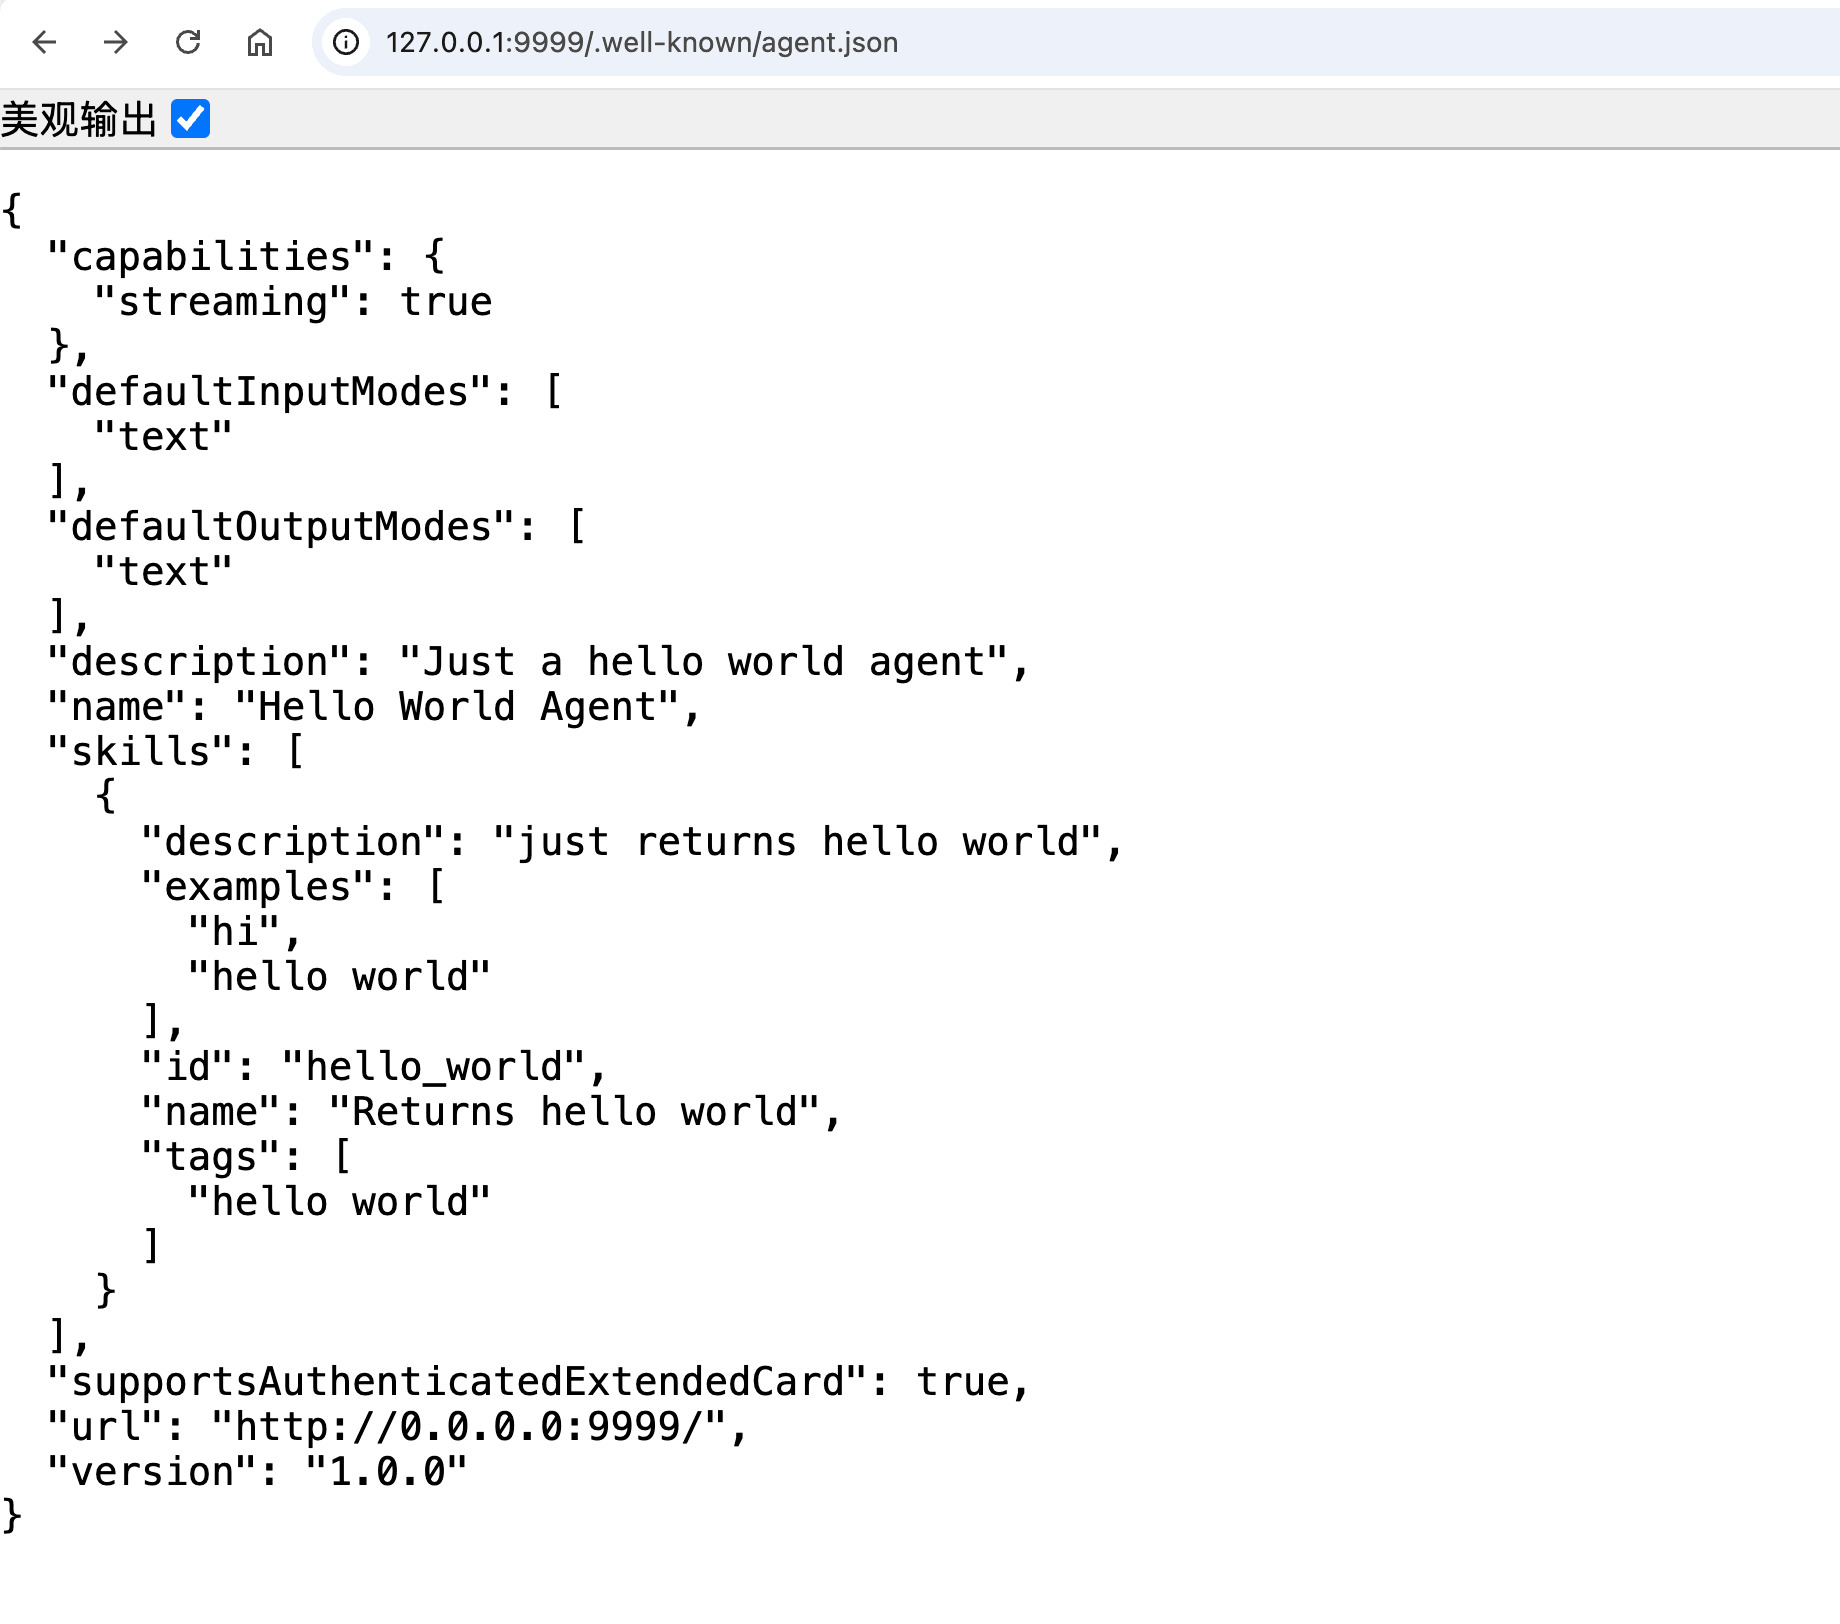 127.0.0.1:9999/.well-known/agent.json
美观输出
{
  "capabilities": {
    "streaming": true
  },
  "defaultInputModes": [
    "text"
  ],
  "defaultOutputModes": [
    "text"
  ],
  "description": "Just a hello world agent",
  "name": "Hello World Agent",
  "skills": [
    {
      "description": "just returns hello world",
      "examples": [
        "hi",
        "hello world"
      ],
      "id": "hello_world",
      "name": "Returns hello world",
      "tags": [
        "hello world"
      ]
    }
  ],
  "supportsAuthenticatedExtendedCard": true,
  "url": "http://0.0.0.0:9999/",
  "version": "1.0.0"
}